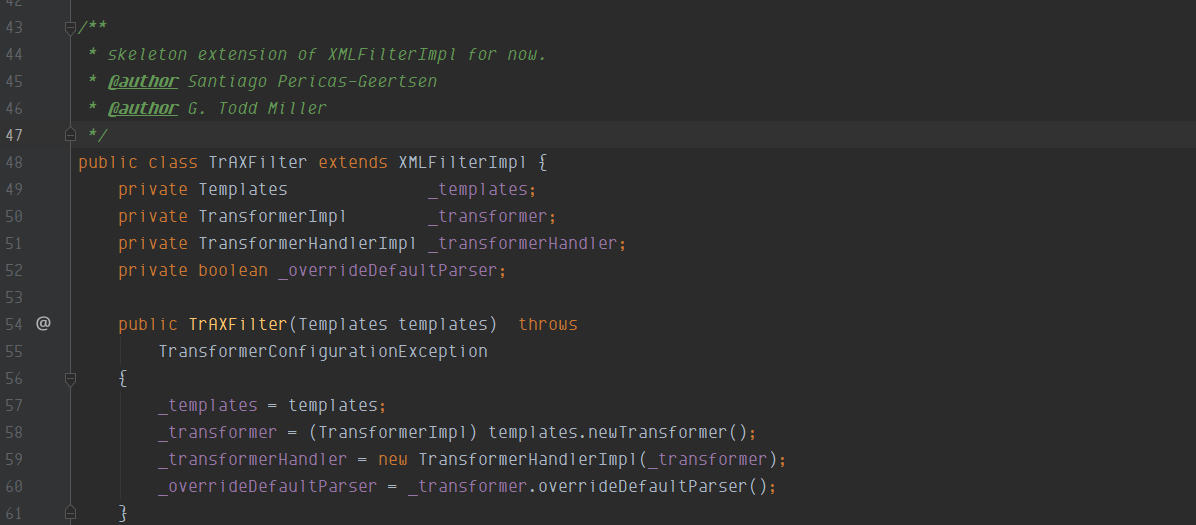 42
43 /**
44 * skeleton extension of XMLFilterImpl for now.
45 * @author Santiago Pericas-Geertsen
46 * @author G. Todd Miller
47 */
48 public class TrAXFilter extends XMLFilterImpl {
49 private Templates _templates;
50 private TransformerImpl _transformer;
51 private TransformerHandlerImpl _transformerHandler;
52 private boolean _overrideDefaultParser;
53
54 @ public TrAXFilter(Templates templates) throws
55 TransformerConfigurationException
56 {
57 _templates = templates;
58 _transformer = (TransformerImpl) templates.newTransformer();
59 _transformerHandler = new TransformerHandlerImpl(_transformer);
60 _overrideDefaultParser = _transformer.overrideDefaultParser();
61 }